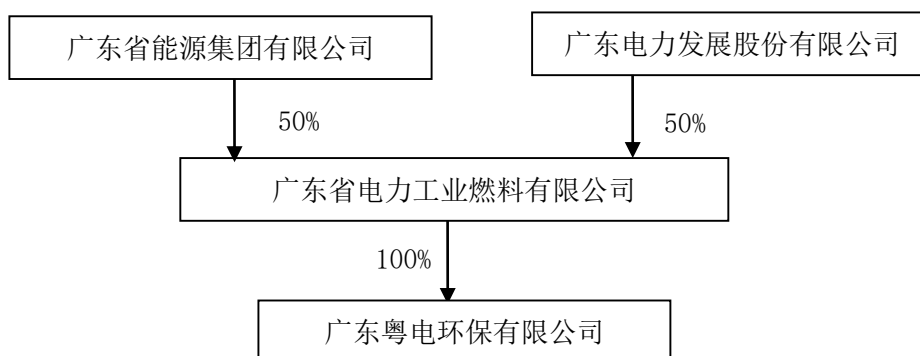 广东省能源集团有限公司
广东电力发展股份有限公司
50%
50%
广东省电力工业燃料有限公司
100%
广东粤电环保有限公司